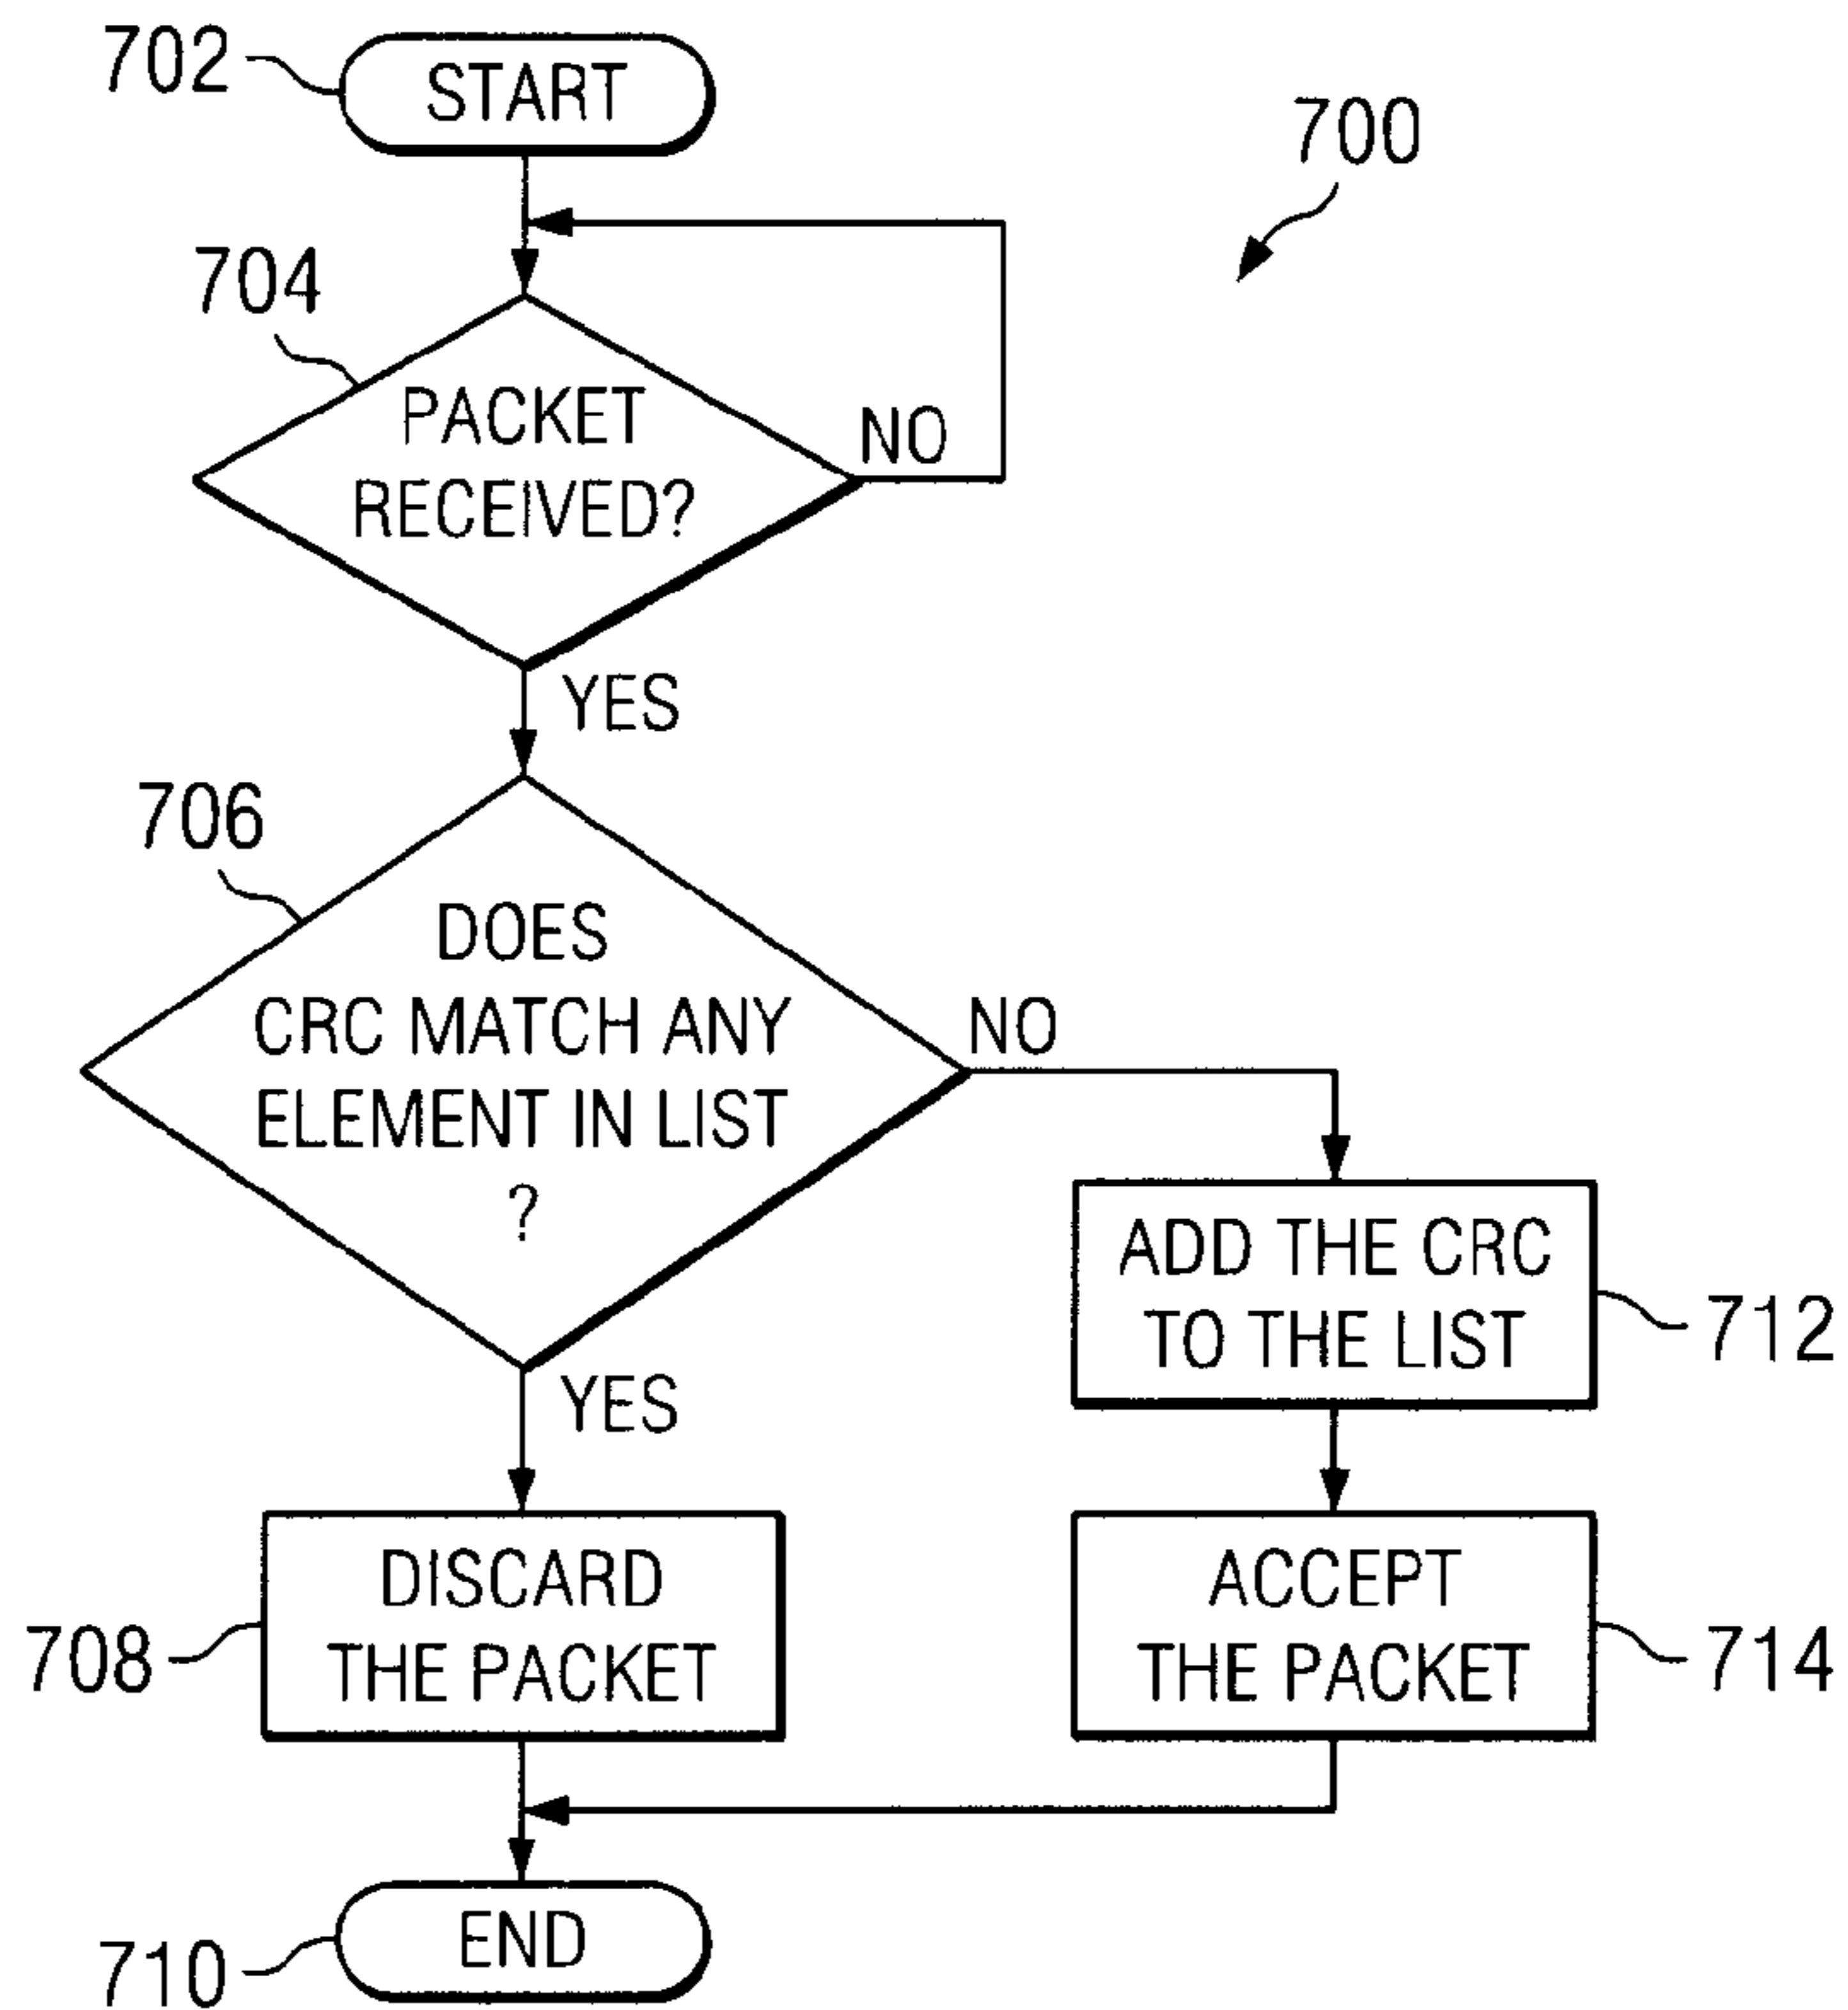 702
START
700
704
PACKET
RECEIVED?
NO
YES
706
DOES
CRC MATCH ANY
ELEMENT IN LIST
?
NO
ADD THE CRC
TO THE LIST
712
YES
DISCARD
THE PACKET
708
ACCEPT
THE PACKET
714
END
710